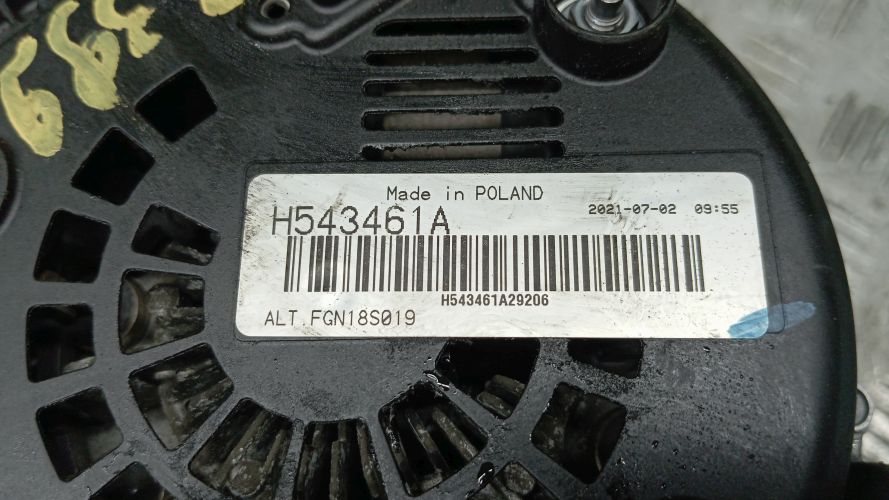 Made in POLAND
H543461A
2021-07-02 09:55
H543461A29206
ALT. FGN18S019